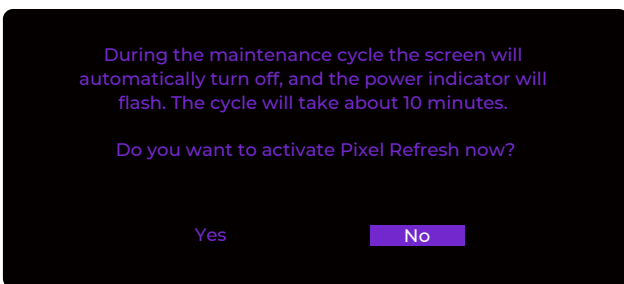 During the maintenance cycle the screen will
automatically turn off, and the power indicator will
flash. The cycle will take about 10 minutes.
Do you want to activate Pixel Refresh now?
Yes
No